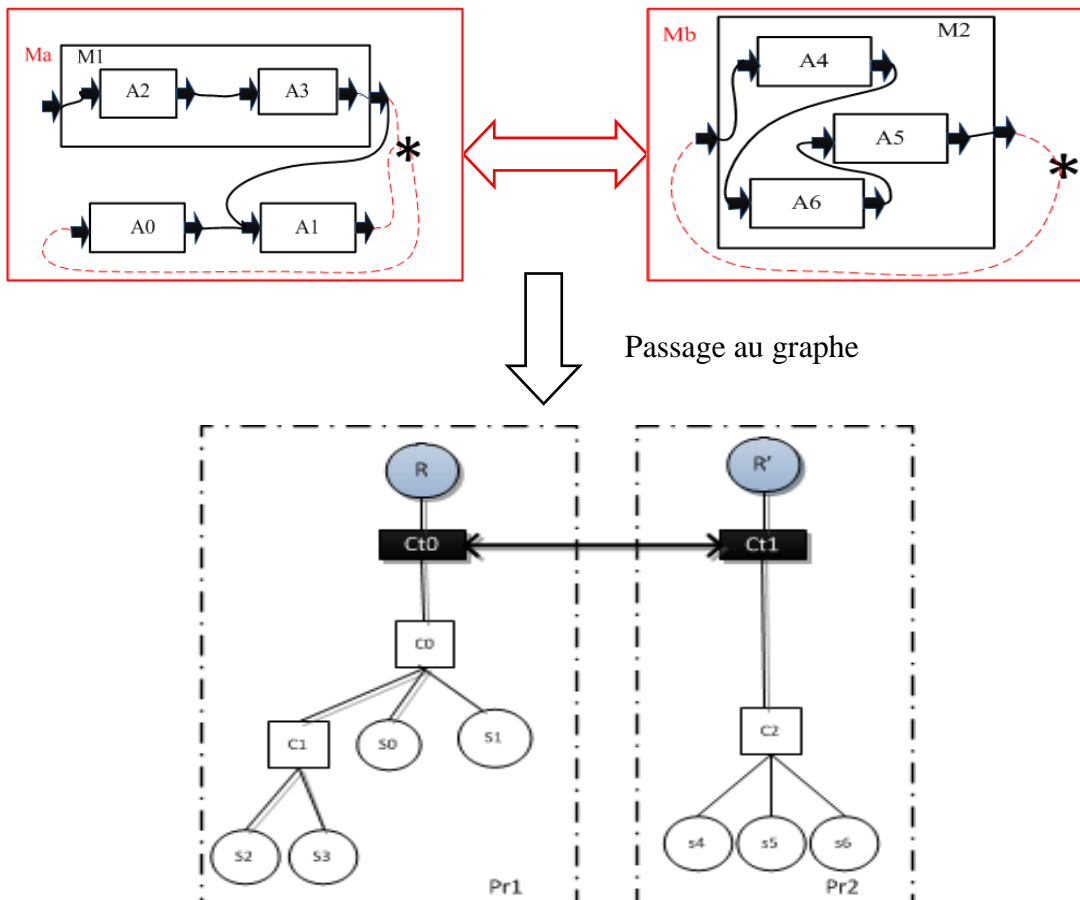 Ma
M1
A2
A3
*
A0
A1
Mb
M2
A4
A5
A6
*
Passage au graphe
R
R'
Ct0
Ct1
C0
C1
S0
S1
C2
S2
S3
s4
s5
s6
Pr1
Pr2